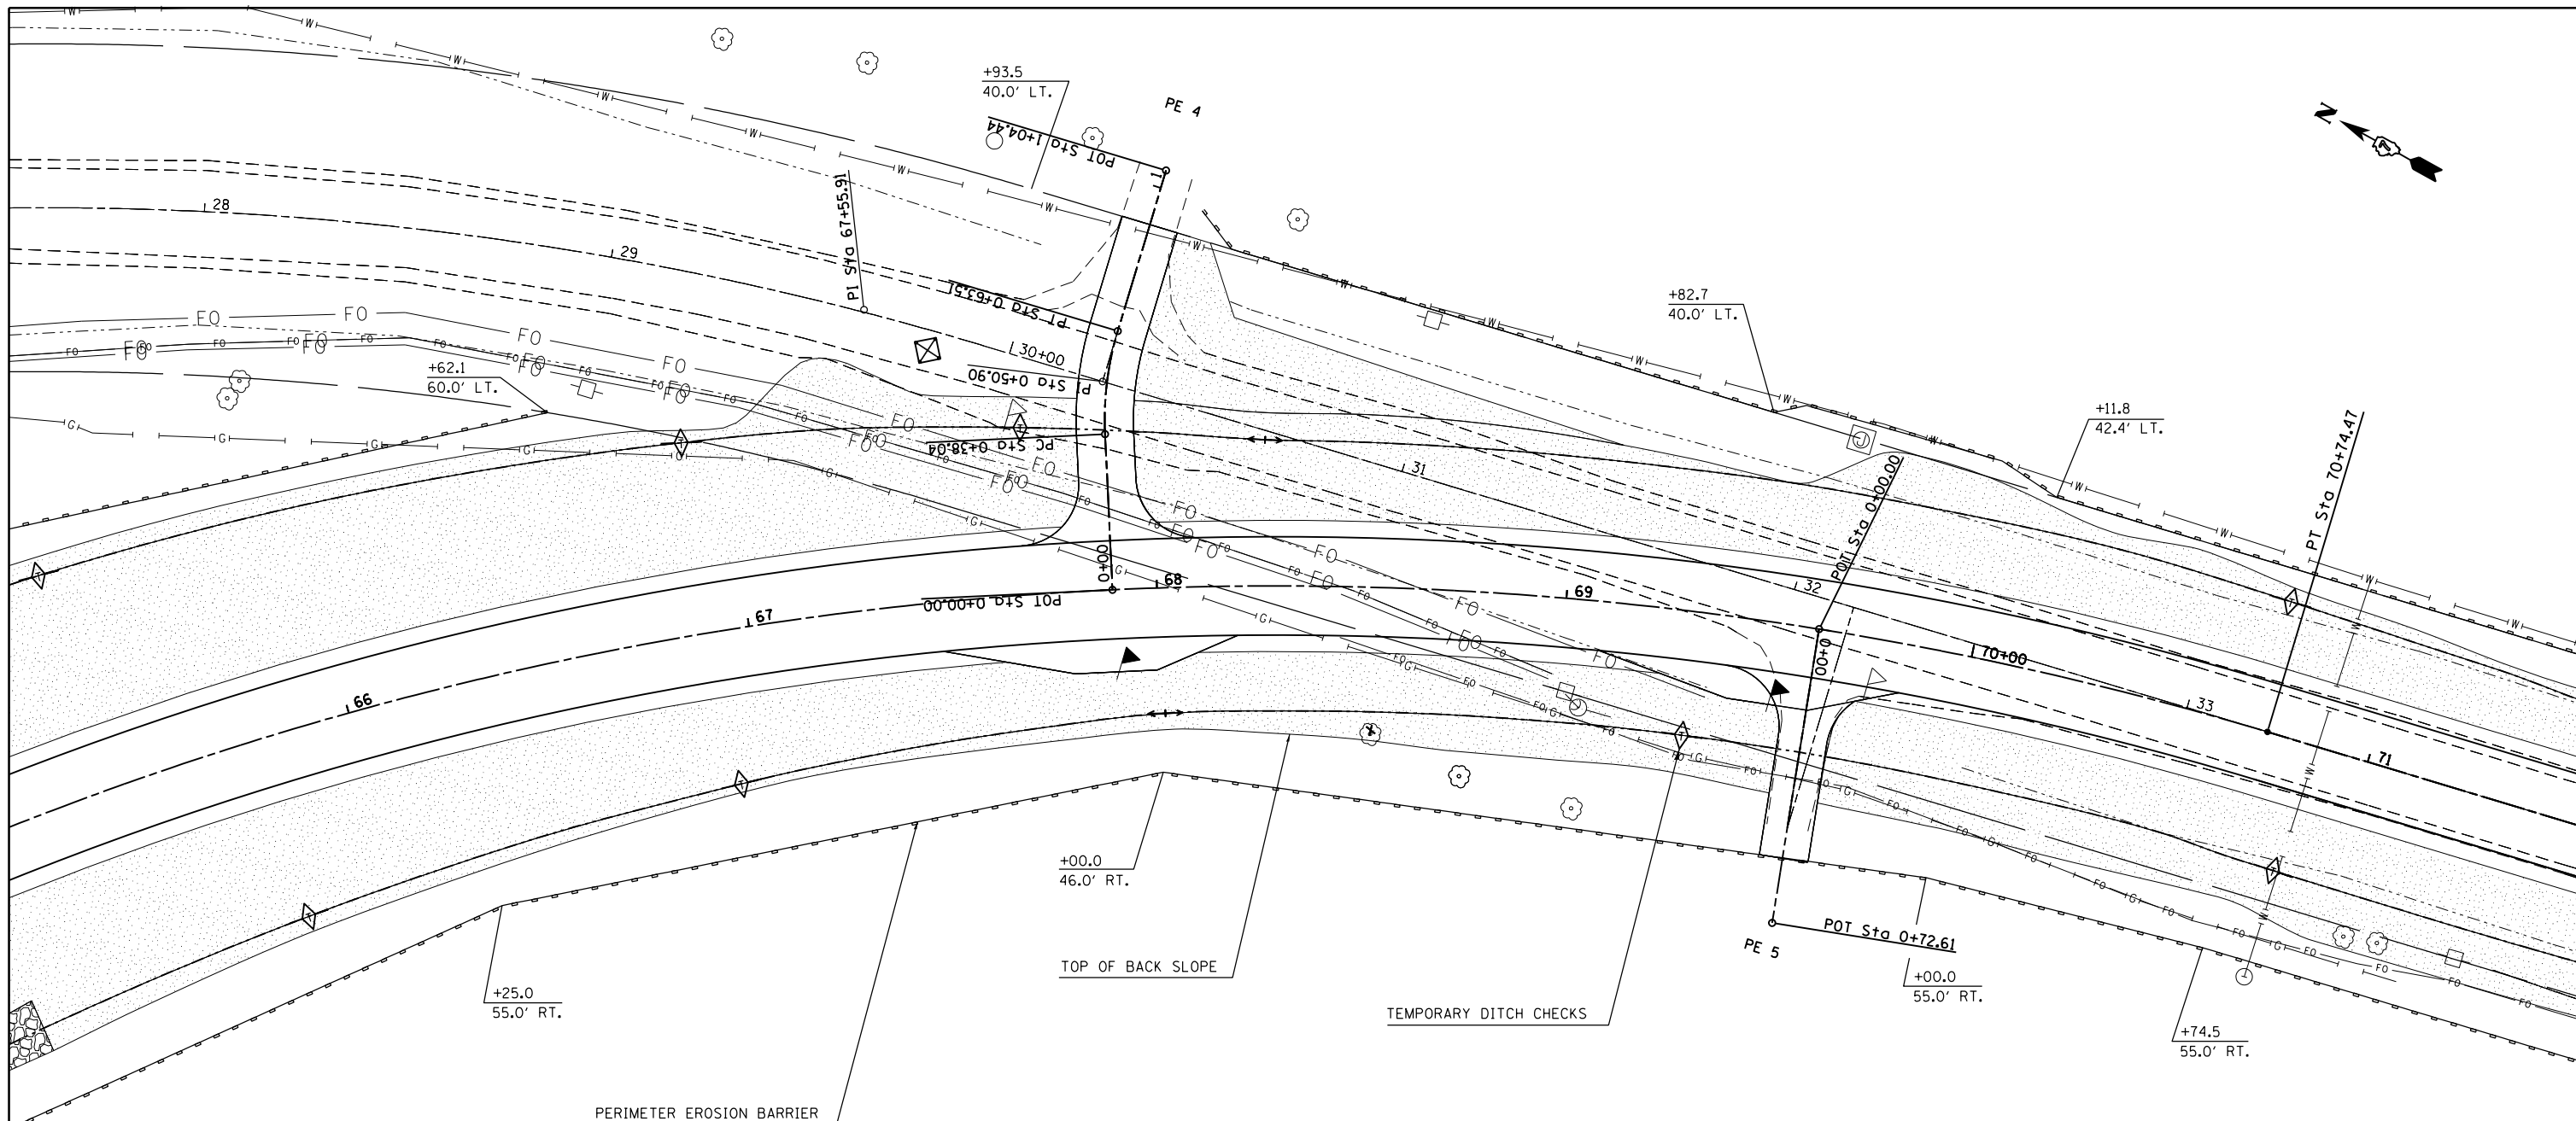 +93.5
40.0' LT.
PE 4
POT Sta 1+04.44
1
N
28
29
PI Sta 67+55.91
PT Sta 0+63.51
30+00
PI Sta 0+50.90
PC Sta 0+38.04
+62.1
60.0' LT.
+82.7
40.0' LT.
+11.8
42.4' LT.
PT Sta 70+74.47
POT Sta 0+00.00
31
32
33
0+00
POT Sta 0+00.00
66
67
68
69
70+00
71
0+00
W
G
FO
J
T
+00.0
46.0' RT.
+25.0
55.0' RT.
TOP OF BACK SLOPE
TEMPORARY DITCH CHECKS
PERIMETER EROSION BARRIER
PE 5
POT Sta 0+72.61
+00.0
55.0' RT.
+74.5
55.0' RT.